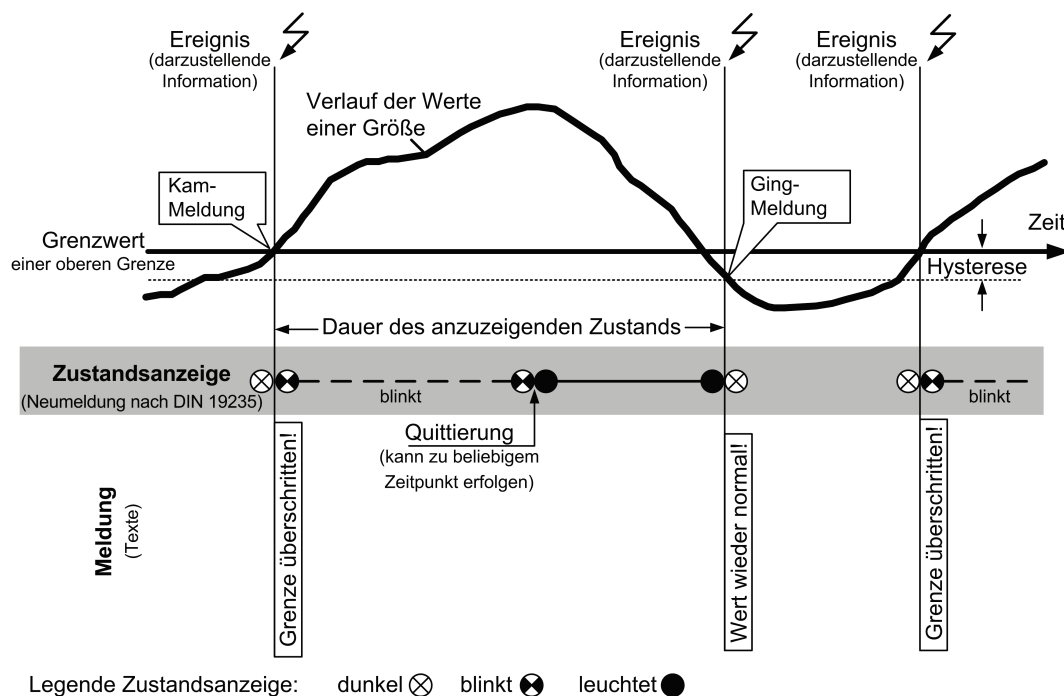 Ereignis
(darzustellende
Information)
Ereignis
(darzustellende
Information)
Ereignis
(darzustellende
Information)
Verlauf der Werte
einer Größe
Kam-
Meldung
Ging-
Meldung
Grenzwert
einer oberen Grenze
Zeit
Hysterese
Dauer des anzuzeigenden Zustands
Zustandsanzeige
(Neumeldung nach DIN 19235)
blinkt
blinkt
Quittierung
(kann zu beliebigem
Zeitpunkt erfolgen)
Meldung
(Texte)
Grenze überschritten!
Wert wieder normal!
Grenze überschritten!
Legende Zustandsanzeige: dunkel blinkt leuchtet